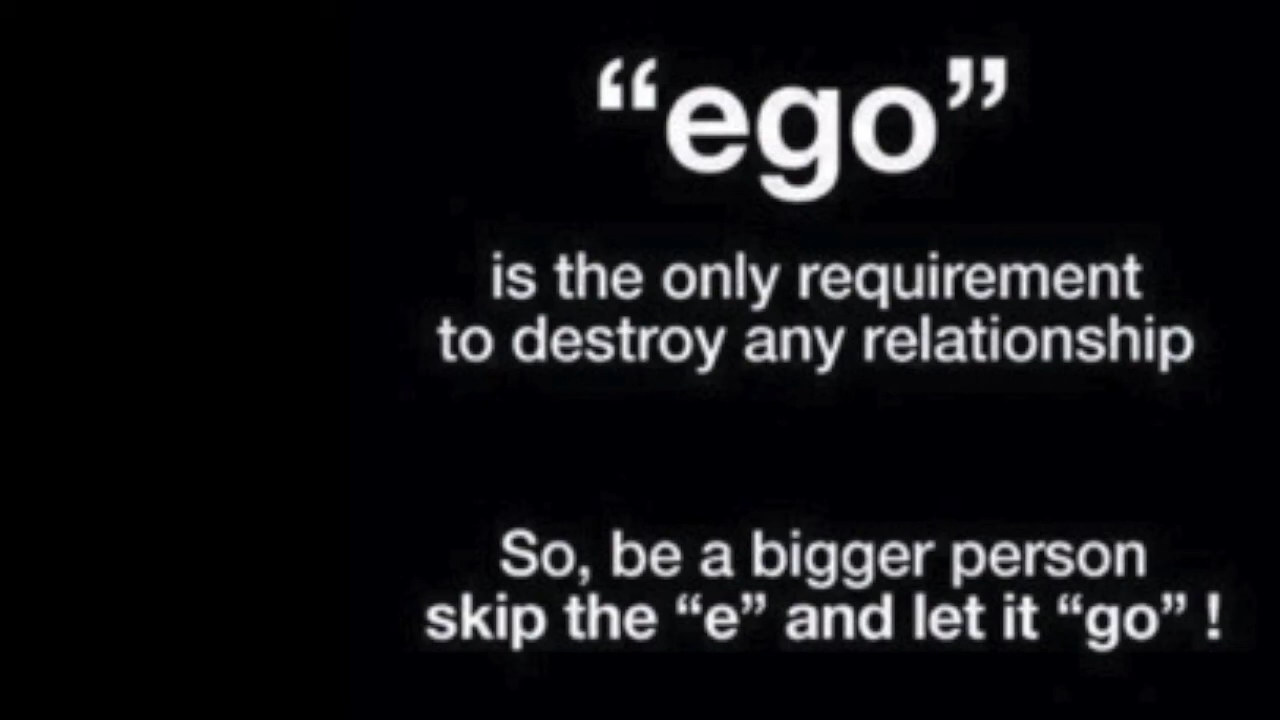 “ego”
is the only requirement
to destroy any relationship
So, be a bigger person
skip the “e” and let it “go” !